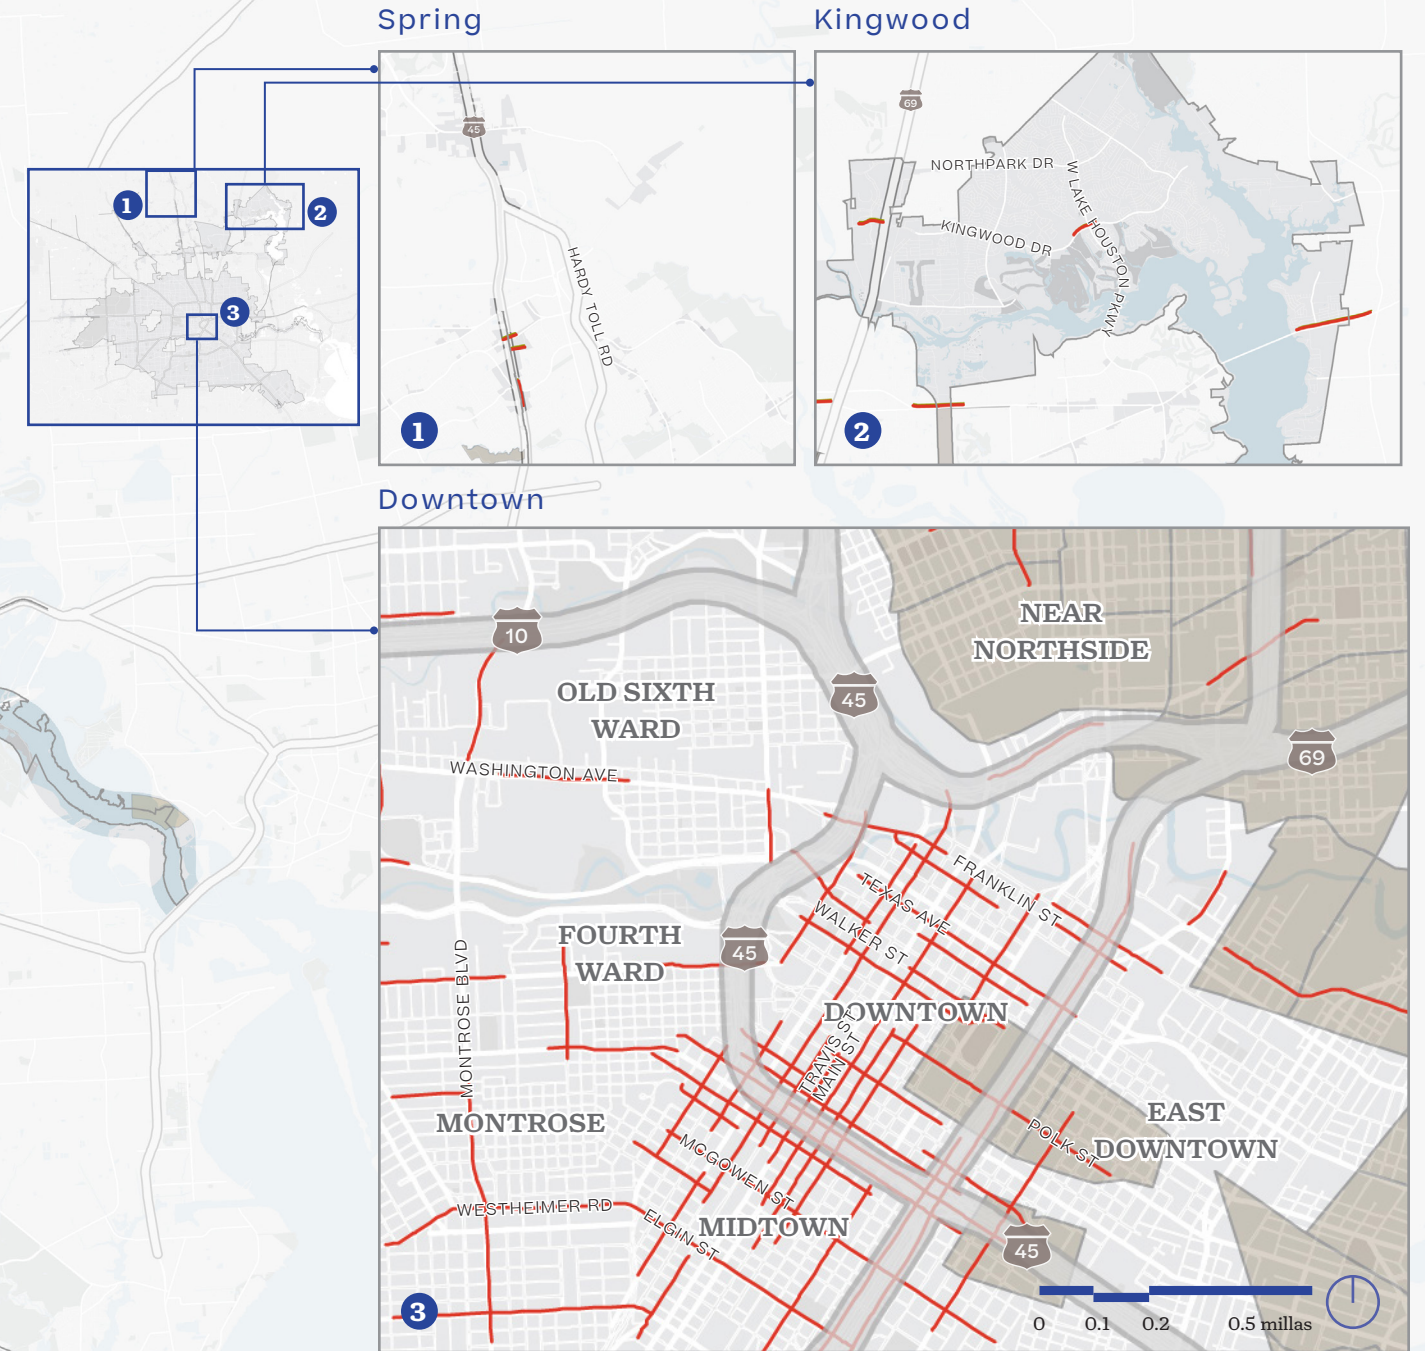 Spring
Kingwood
45
HARDY TOLL RD
1
69
NORTHPARK DR
W LAKE HOUSTON PKWY
KINGWOOD DR
2
1
2
3
Downtown
10
NEAR
NORTHSIDE
OLD SIXTH
WARD
45
69
WASHINGTON AVE
FRANKLIN ST
TEXAS AVE
WALKER ST
FOURTH
WARD
45
MONTROSE BLVD
DOWNTOWN
TRAVIS ST
MAIN ST
MONTROSE
EAST
DOWNTOWN
POLK ST
MCGOWEN ST
WESTHEIMER RD
ELGIN ST
MIDTOWN
45
3
0 0.1 0.2 0.5 millas